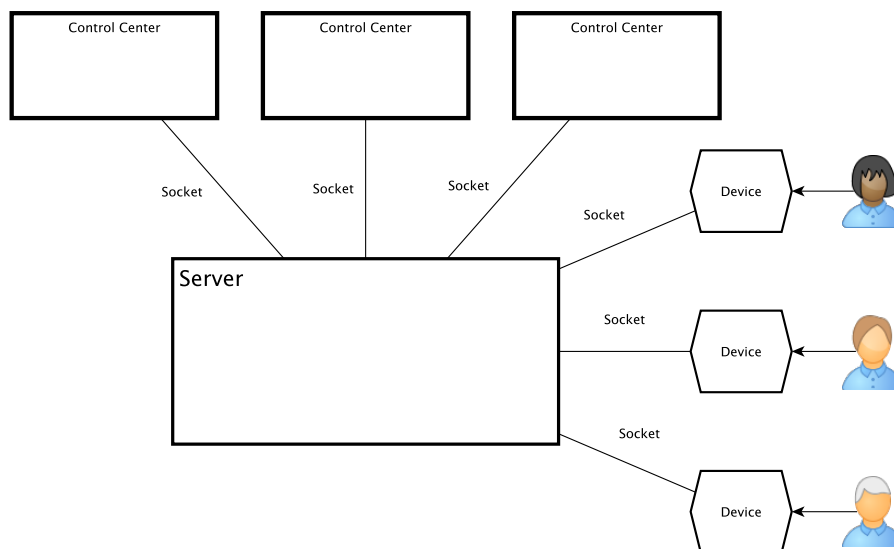 Control Center
Control Center
Control Center
Socket
Socket
Socket
Device
Socket
Server
Socket
Device
Socket
Device